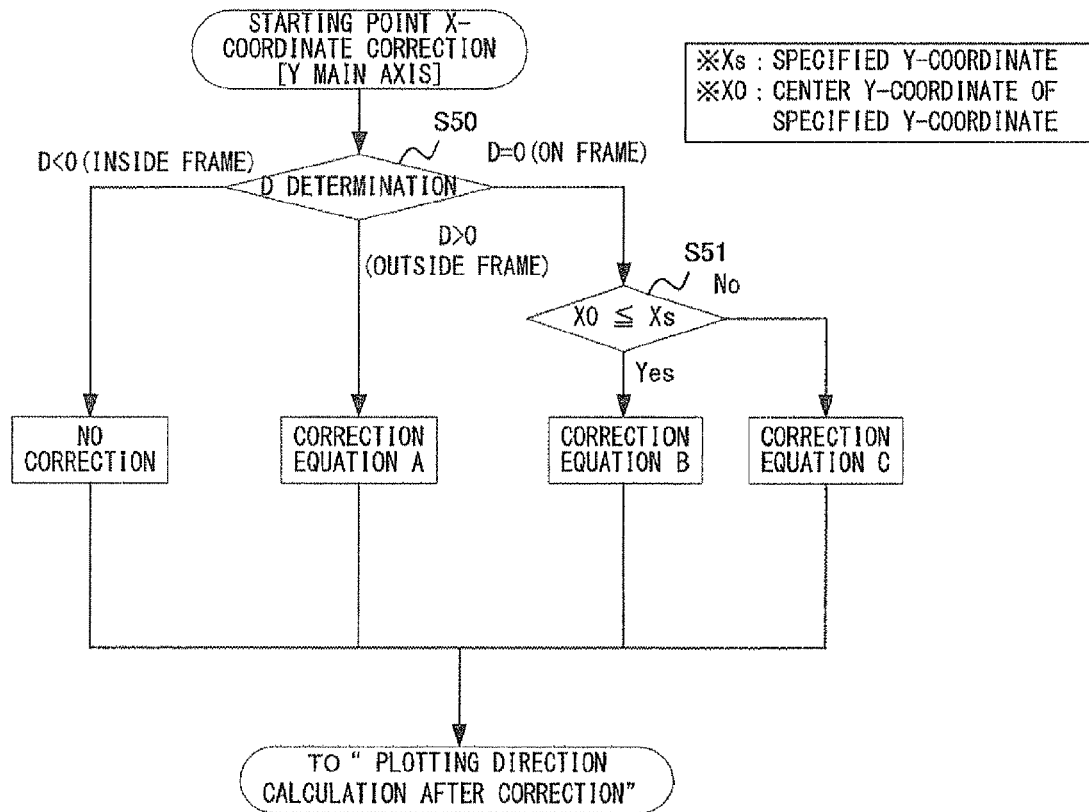 STARTING POINT X-
COORDINATE CORRECTION
[Y MAIN AXIS]
※Xs : SPECIFIED Y-COORDINATE
※X0 : CENTER Y-COORDINATE OF
SPECIFIED Y-COORDINATE
S50
D<0(INSIDE FRAME)
D=0(ON FRAME)
D DETERMINATION
D>0
(OUTSIDE FRAME)
S51
No
X0 ≦ Xs
Yes
NO
CORRECTION
CORRECTION
EQUATION A
CORRECTION
EQUATION B
CORRECTION
EQUATION C
TO “ PLOTTING DIRECTION
CALCULATION AFTER CORRECTION”